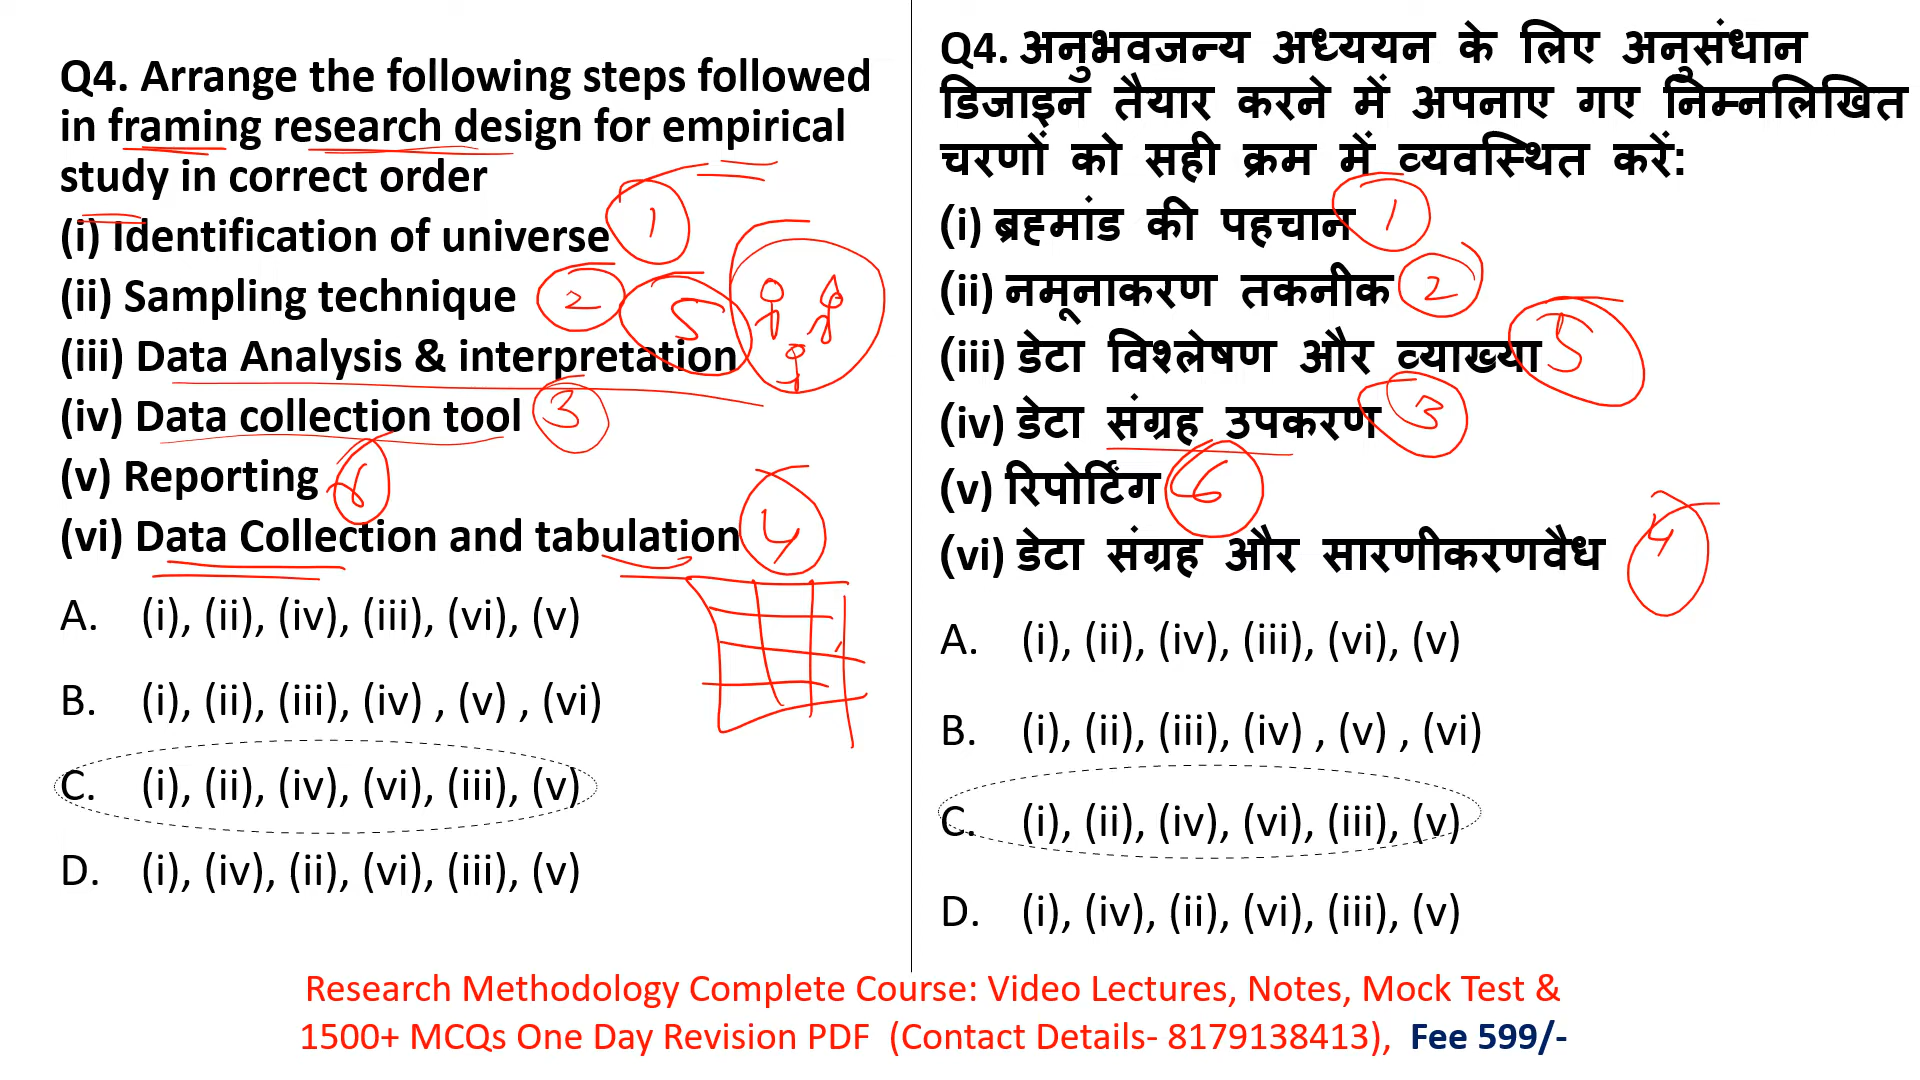 Q4. Arrange the following steps followed
in framing research design for empirical
study in correct order
(i) Identification of universe 1
(ii) Sampling technique 2
5
(iii) Data Analysis & interpretation
(iv) Data collection tool 3
(v) Reporting 6
(vi) Data Collection and tabulation 4
A. (i), (ii), (iv), (iii), (vi), (v)
B. (i), (ii), (iii), (iv) , (v) , (vi)
C. (i), (ii), (iv), (vi), (iii), (v)
D. (i), (iv), (ii), (vi), (iii), (v)
Q4. अनुभवजन्य अध्ययन के लिए अनुसंधान
डिजाइन तैयार करने में अपनाए गए निम्नलिखित
चरणों को सही क्रम में व्यवस्थित करें:
(i) ब्रह्मांड की पहचान 1
(ii) नमूनाकरण तकनीक 2
(iii) डेटा विश्लेषण और व्याख्या 5
(iv) डेटा संग्रह उपकरण 3
(v) रिपोर्टिंग 6
(vi) डेटा संग्रह और सारणीकरणवैध 4
A. (i), (ii), (iv), (iii), (vi), (v)
B. (i), (ii), (iii), (iv) , (v) , (vi)
C. (i), (ii), (iv), (vi), (iii), (v)
D. (i), (iv), (ii), (vi), (iii), (v)
Research Methodology Complete Course: Video Lectures, Notes, Mock Test &
1500+ MCQs One Day Revision PDF (Contact Details- 8179138413), Fee 599/-